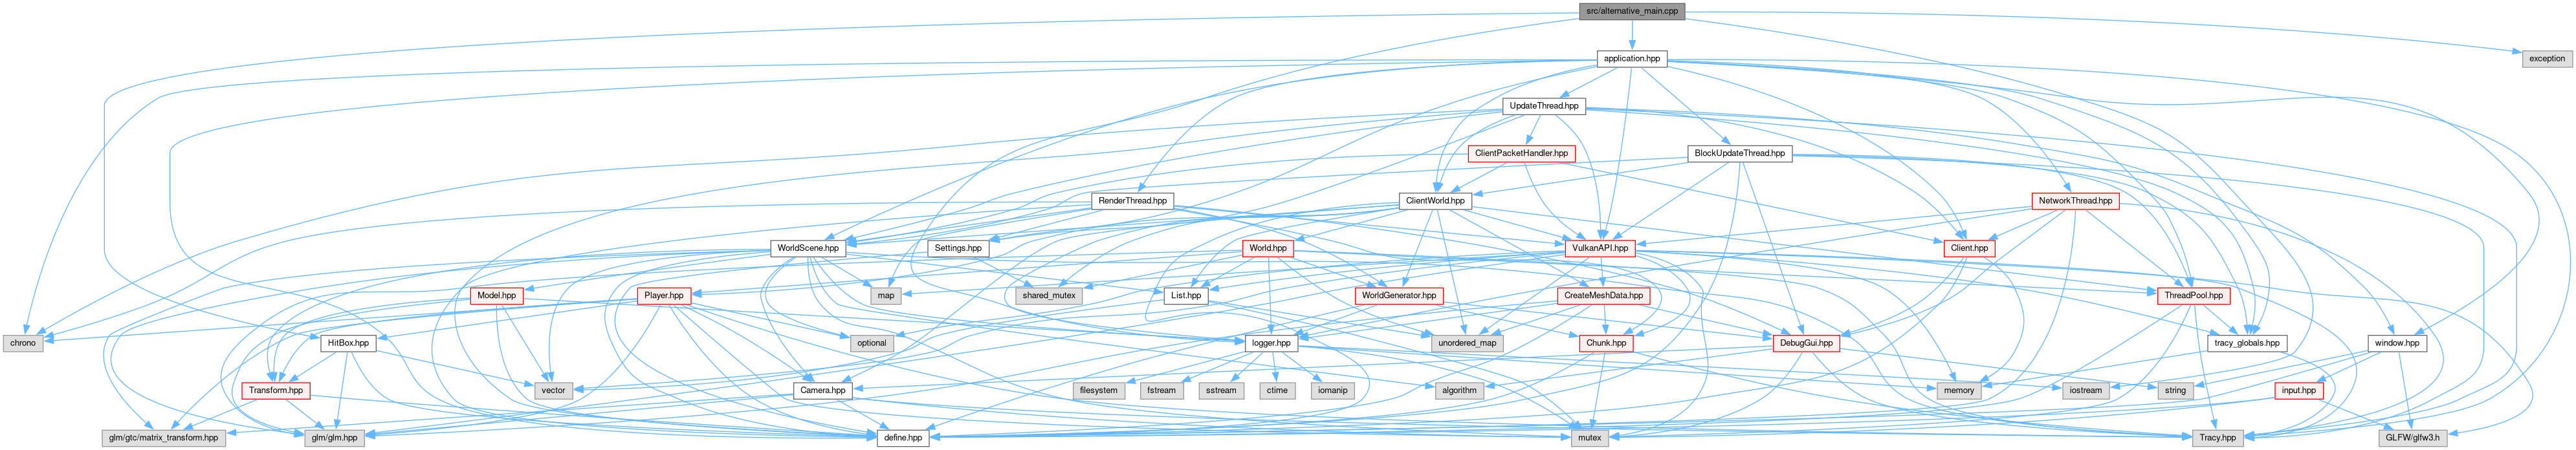 src/alternative_main.cpp
application.hpp
exception
UpdateThread.hpp
ClientPacketHandler.hpp
BlockUpdateThread.hpp
RenderThread.hpp
ClientWorld.hpp
NetworkThread.hpp
WorldScene.hpp
Settings.hpp
World.hpp
VulkanAPI.hpp
Client.hpp
Model.hpp
Player.hpp
map
List.hpp
shared_mutex
WorldGenerator.hpp
CreateMeshData.hpp
ThreadPool.hpp
chrono
HitBox.hpp
optional
logger.hpp
unordered_map
Chunk.hpp
DebugGui.hpp
tracy_globals.hpp
window.hpp
Transform.hpp
vector
Camera.hpp
filesystem
fstream
sstream
ctime
iomanip
algorithm
memory
iostream
string
input.hpp
glm/gtc/matrix_transform.hpp
glm/glm.hpp
define.hpp
mutex
Tracy.hpp
GLFW/glfw3.h